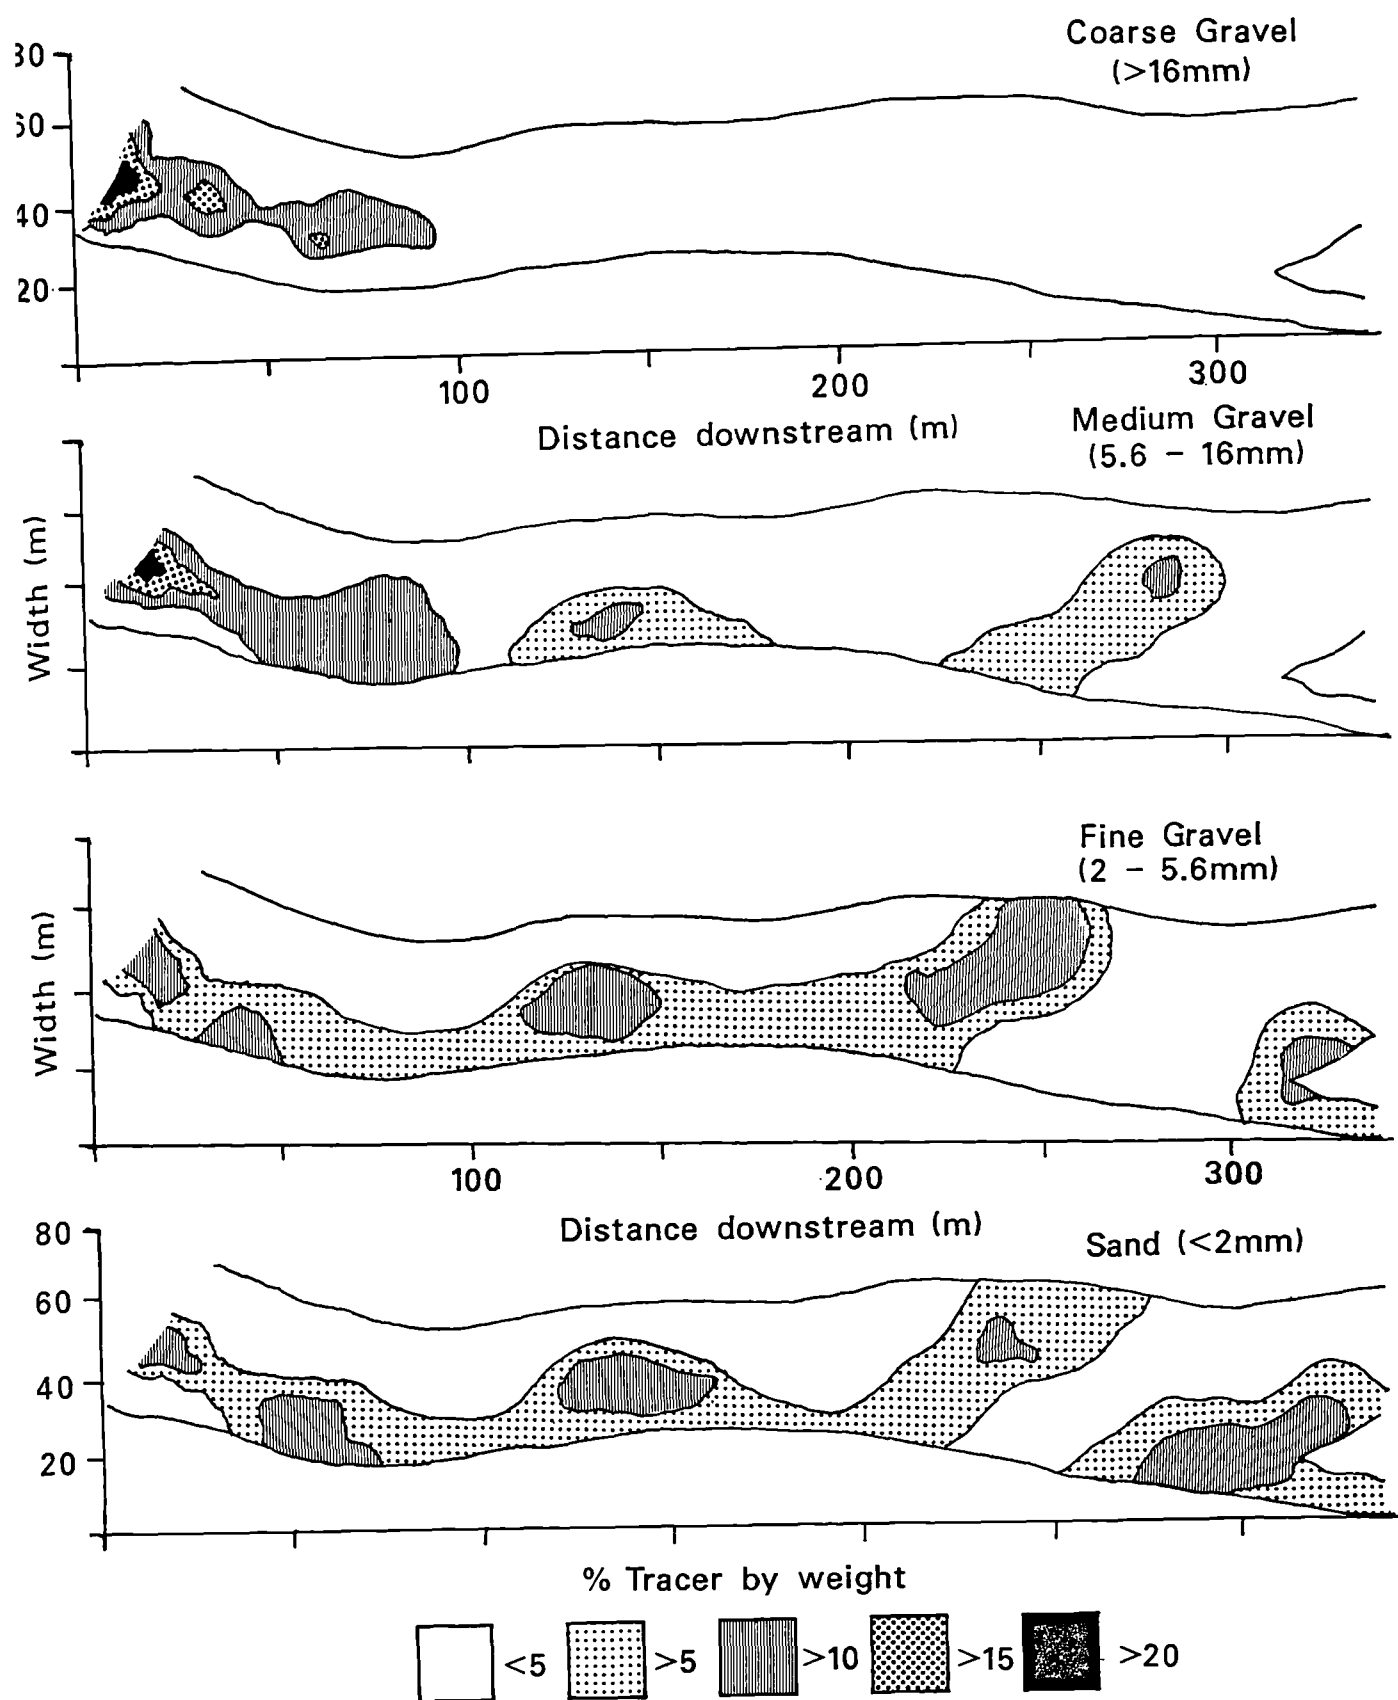 Coarse Gravel
(>16mm)
80
60
40
20
100 200 300
Distance downstream (m)
Medium Gravel
(5.6 - 16mm)
Width (m)
Fine Gravel
(2 - 5.6mm)
Width (m)
100 200 300
Distance downstream (m)
Sand (<2mm)
80
60
40
20
% Tracer by weight
<5 >5 >10 >15 >20